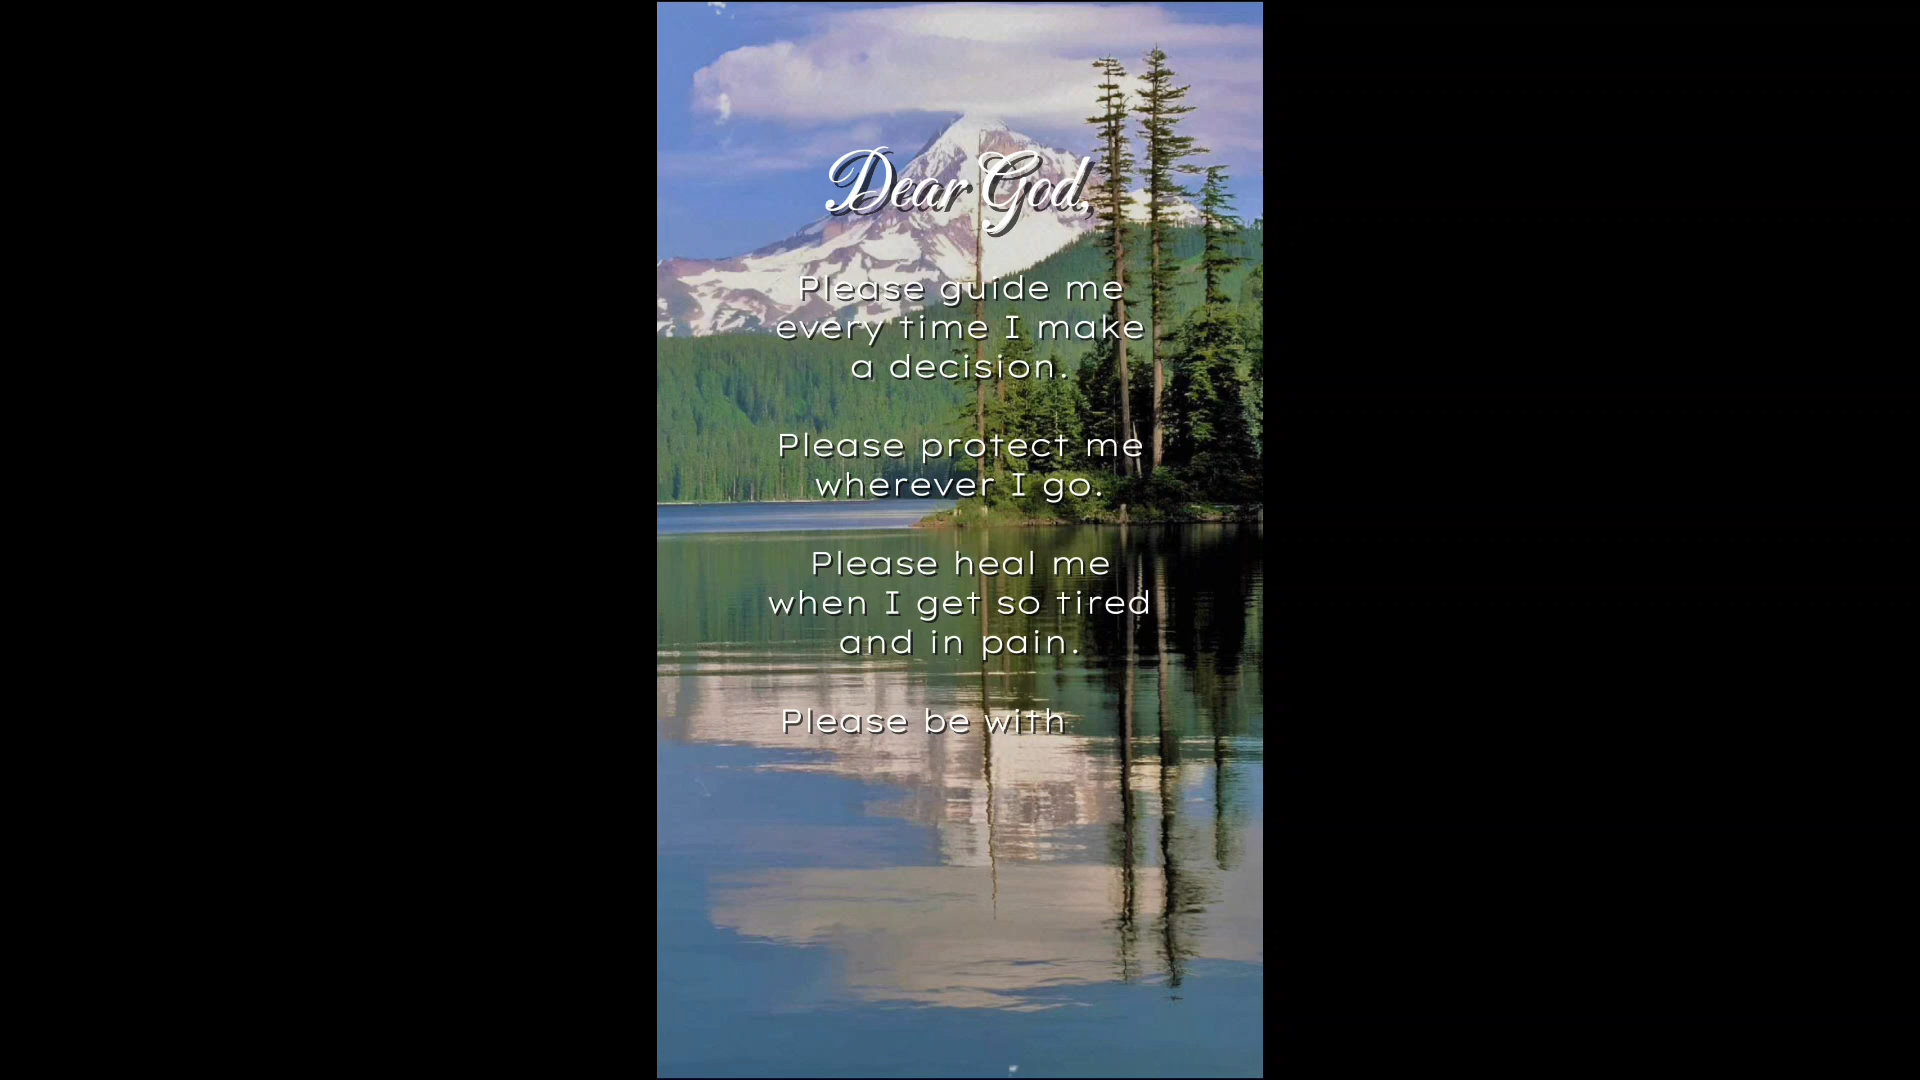 Dear God,
Please guide me
every time I make
a decision.
Please protect me
wherever I go.
Please heal me
when I get so tired
and in pain.
Please be with